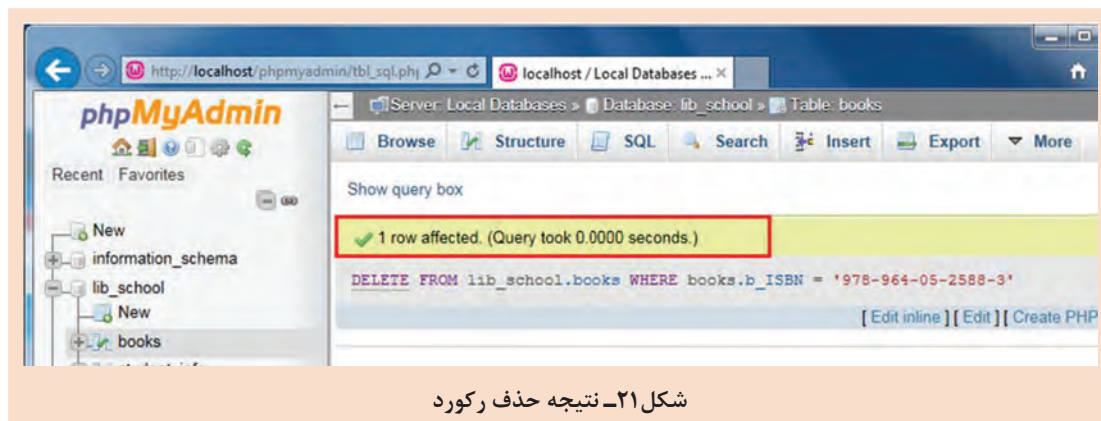 http://localhost/phpmyadmin/tbl_sql.ph
localhost / Local Databases ...
phpMyAdmin
Recent Favorites
New
information_schema
lib_school
New
books
Server: Local Databases » Database: lib_school » Table: books
Browse Structure SQL Search Insert Export More
Show query box
1 row affected. (Query took 0.0000 seconds.)
DELETE FROM lib_school.books WHERE books.b_ISBN = '978-964-05-2588-3'
[ Edit inline ] [ Edit ] [ Create PHP
شکل۲۱ــ نتیجه حذف رکورد